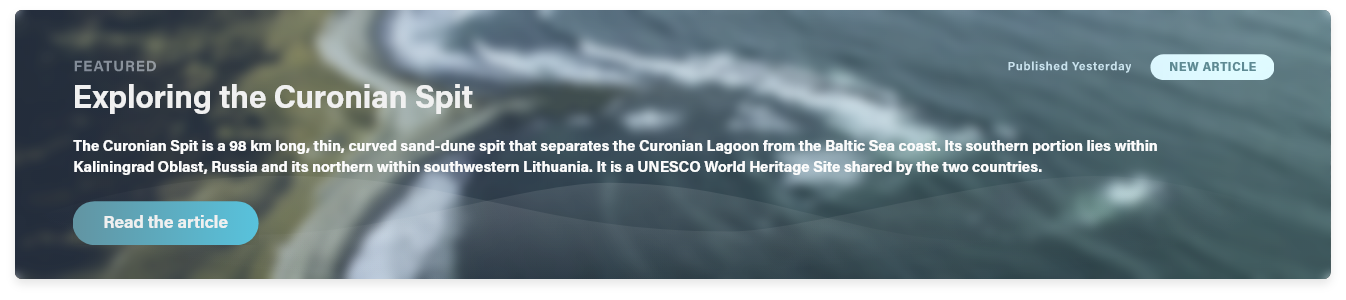 FEATURED
Published Yesterday
NEW ARTICLE
Exploring the Curonian Spit
The Curonian Spit is a 98 km long, thin, curved sand-dune spit that separates the Curonian Lagoon from the Baltic Sea coast. Its southern portion lies within
Kaliningrad Oblast, Russia and its northern within southwestern Lithuania. It is a UNESCO World Heritage Site shared by the two countries.
Read the article